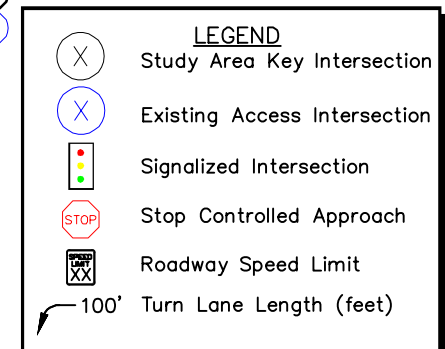 LEGEND
X Study Area Key Intersection
X Existing Access Intersection
Signalized Intersection
STOP Stop Controlled Approach
SPEED
LIMIT
XX Roadway Speed Limit
100' Turn Lane Length (feet)